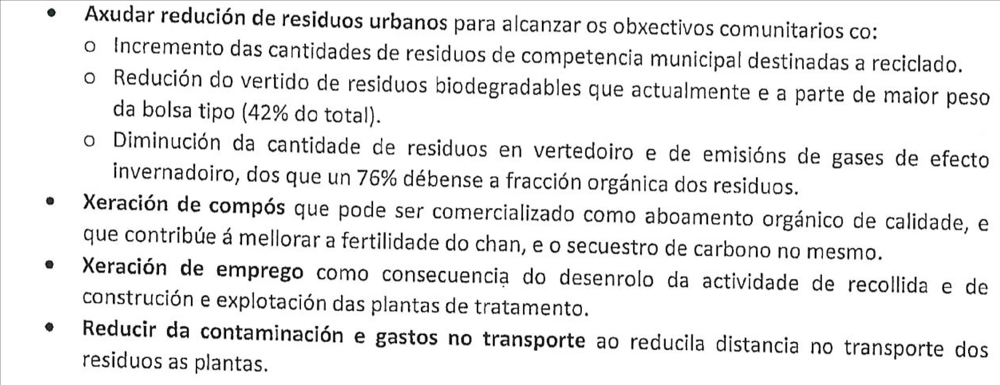 • Axudar redución de residuos urbanos para alcanzar os obxectivos comunitarios co:
o Incremento das cantidades de residuos de competencia municipal destinadas a reciclado.
o Redución do vertido de residuos biodegradables que actualmente e a parte de maior peso
da bolsa tipo (42% do total).
o Diminución da cantidade de residuos en vertedoiro e de emisións de gases de efecto
invernadoiro, dos que un 76% débense a fracción orgánica dos residuos.
• Xeración de compós que pode ser comercializado como aboamento orgánico de calidade, e
que contribúe á mellorar a fertilidade do chan, e o secuestro de carbono no mesmo.
• Xeración de emprego como consecuencia do desenrolo da actividade de recollida e de
construción e explotación das plantas de tratamento.
• Reducir da contaminación e gastos no transporte ao reducila distancia no transporte dos
residuos as plantas.